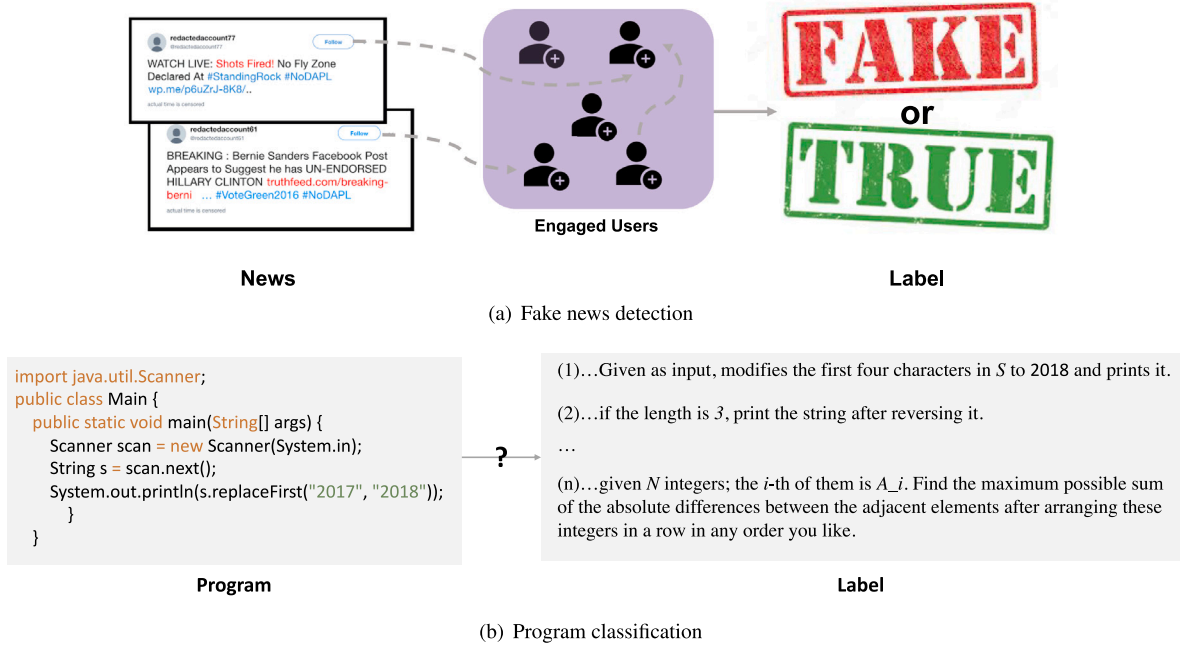 redactedaccount77
@redactedaccount77
Follow
WATCH LIVE: Shots Fired! No Fly Zone
Declared At #StandingRock #NoDAPL
wp.me/p6uZrJ-8K8/..
actual time is censored
redactedaccount61
@redactedaccount61
Follow
BREAKING : Bernie Sanders Facebook Post
Appears to Suggest he has UN-ENDORSED
HILLARY CLINTON truthfeed.com/breaking-
berni ... #VoteGreen2016 #NoDAPL
actual time is censored
Engaged Users
FAKE
or
TRUE
News
Label
(a) Fake news detection
import java.util.Scanner;
public class Main {
public static void main(String[] args) {
Scanner scan = new Scanner(System.in);
String s = scan.next();
System.out.println(s.replaceFirst("2017", "2018"));
}
}
?
(1)…Given as input, modifies the first four characters in S to 2018 and prints it.
(2)…if the length is 3, print the string after reversing it.
…
(n)…given N integers; the i-th of them is A_i. Find the maximum possible sum
of the absolute differences between the adjacent elements after arranging these
integers in a row in any order you like.
Program
Label
(b) Program classification